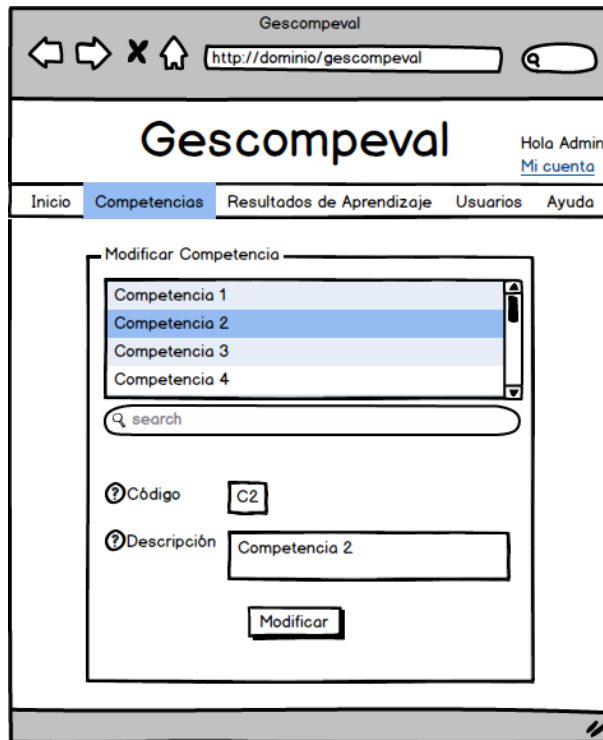 Gescompeval
http://dominio/gescompeval
Gescompeval
Hola Admin
Mi cuenta
Inicio Competencias Resultados de Aprendizaje Usuarios Ayuda
Modificar Competencia
Competencia 1
Competencia 2
Competencia 3
Competencia 4
search
?Código C2
?Descripción Competencia 2
Modificar